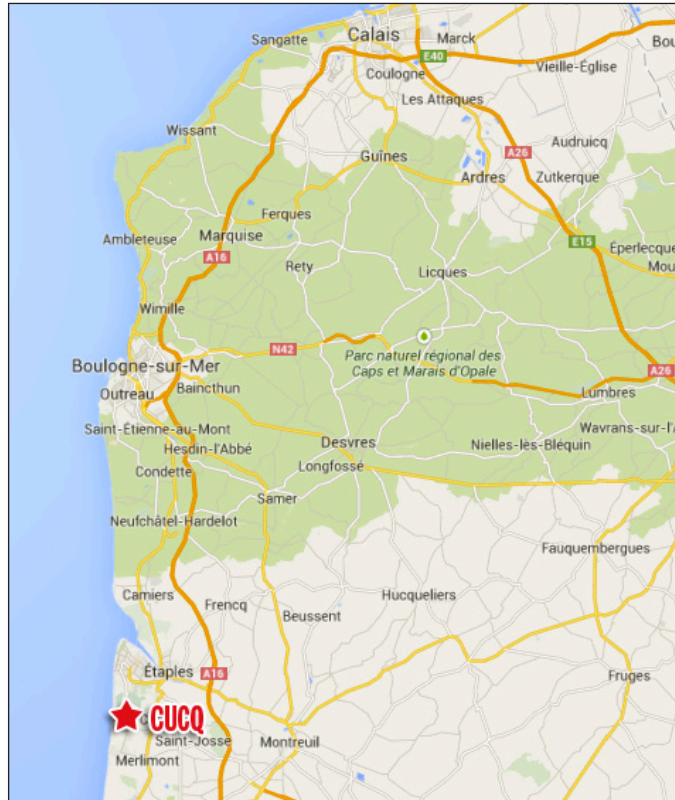 Calais
Marck
Sangatte
E40
Bou
Vieille-Église
Coulogne
Les Attaques
Wissant
Audruicq
A26
Guînes
Ardres
Zutkerque
Ferques
Ambleteuse
Marquise
E15
Éperlecque
A16
Rety
Licques
Mou
Wimille
N42
Parc naturel régional des
Caps et Marais d'Opale
Boulogne-sur-Mer
A26
Baincthun
Outreau
Lumbres
Saint-Étienne-au-Mont
Wavrans-sur-l'A
Desvres
Nielles-lès-Bléquin
Hesdin-l'Abbé
Longfossé
Condette
Samer
Neufchâtel-Hardelot
Fauquembergues
Camiers
Frencq
Hucqueliers
Beussent
Étaples
A16
Fruges
CUCQ
Saint-Josse
Montreuil
Merlimont